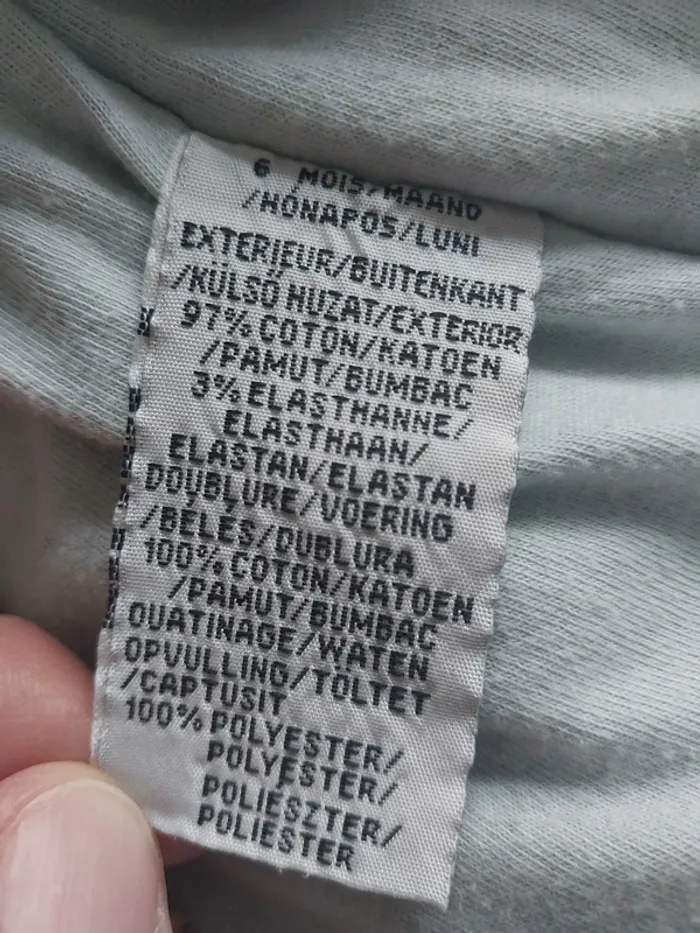 6 MOIS/MAAND
/HÓNAPOS/LUNI
EXTERIEUR/BUITENKANT
/KÜLSŐ HUZAT/EXTERIOR
97% COTON/KATOEN
/PAMUT/BUMBAC
3% ELASTHANNE/
ELASTHAAN/
ELASTAN/ELASTAN
DOUBLURE/VOERING
/BÉLÉS/DUBLURA
100% COTON/KATOEN
/PAMUT/BUMBAC
OUATINAGE/WATEN
OPVULLING/TÖLTET
/CAPTUSIT
100% POLYESTER/
POLYESTER/
POLIÉSZTER/
POLIESTER